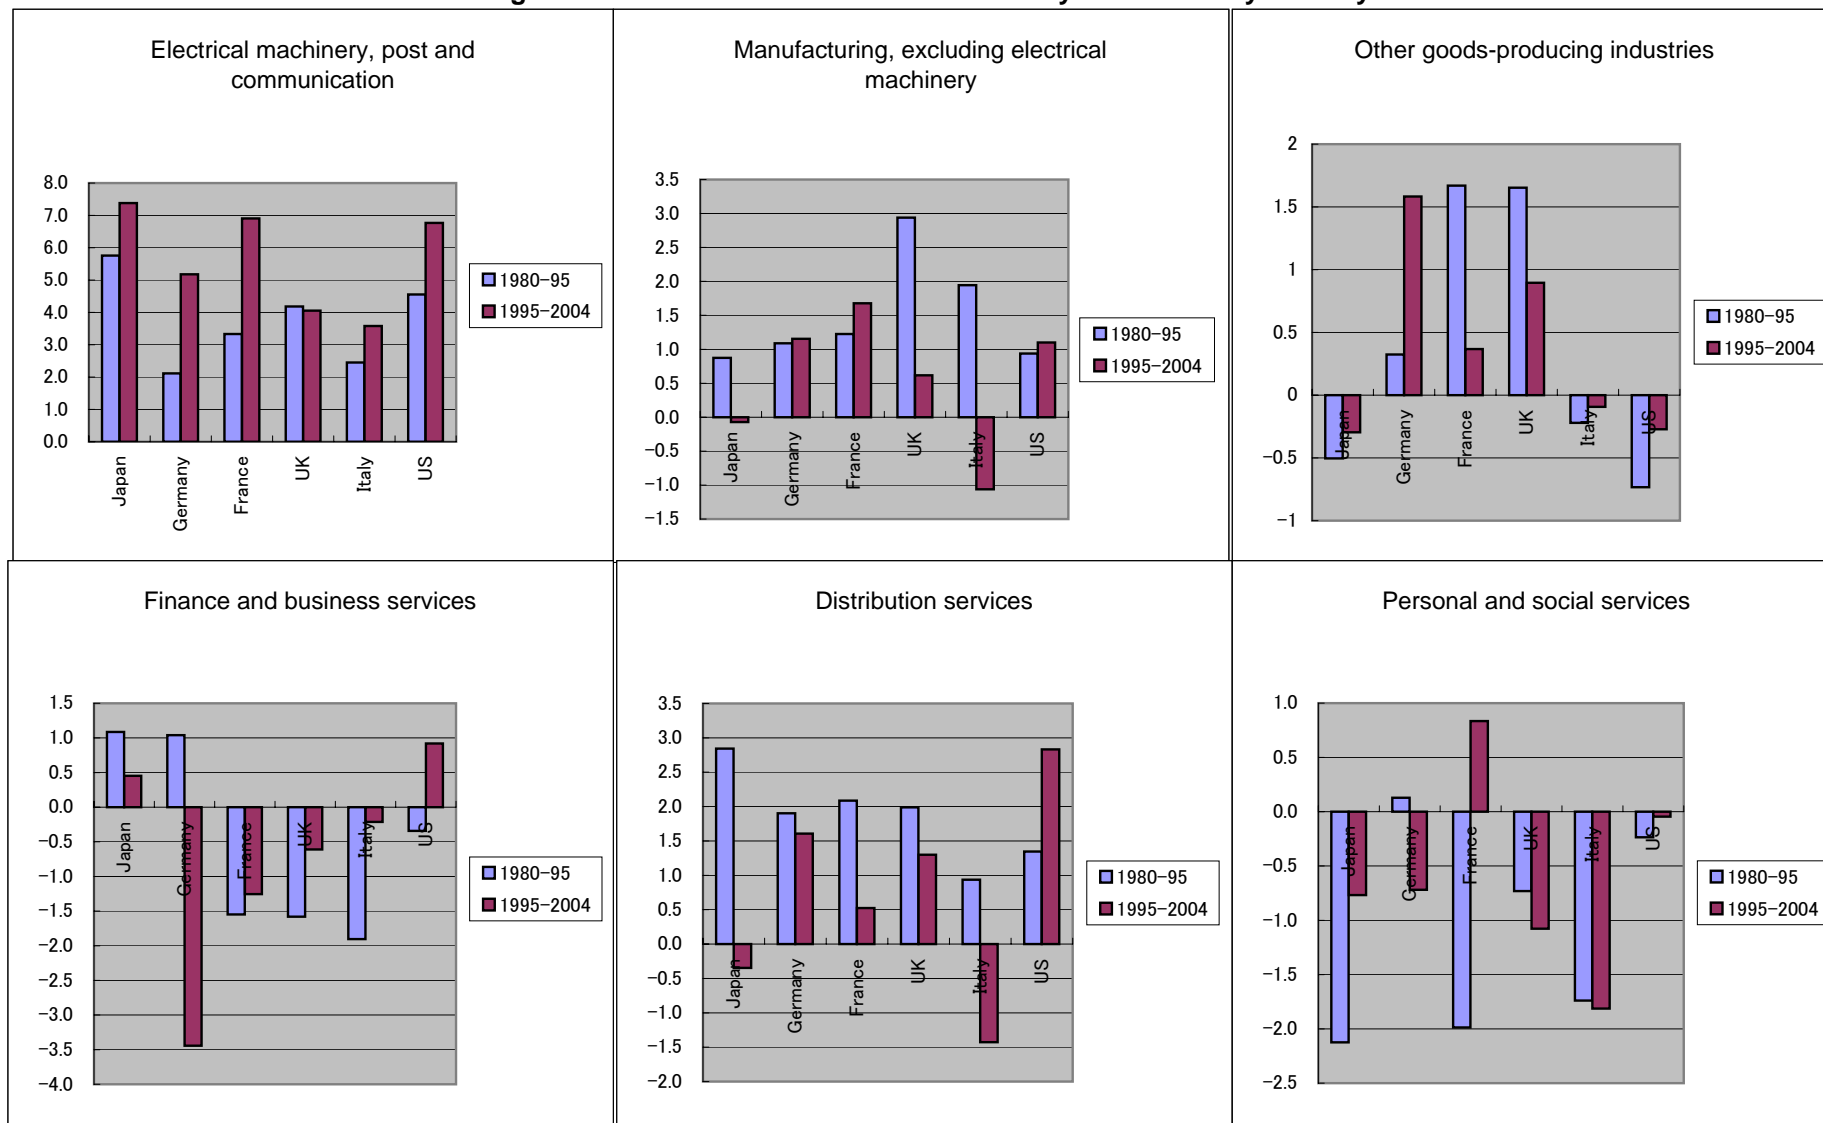 Electrical machinery, post and
communication
8.0
7.0
6.0
5.0
4.0
3.0
2.0
1.0
0.0
Japan
Germany
France
UK
Italy
US
1980-95
1995-2004
Manufacturing, excluding electrical
machinery
3.5
3.0
2.5
2.0
1.5
1.0
0.5
0.0
-0.5
-1.0
-1.5
Japan
Germany
France
UK
Italy
US
1980-95
1995-2004
Other goods-producing industries
2
1.5
1
0.5
0
-0.5
-1
Japan
Germany
France
UK
Italy
US
1980-95
1995-2004
Finance and business services
1.5
1.0
0.5
0.0
-0.5
-1.0
-1.5
-2.0
-2.5
-3.0
-3.5
-4.0
Japan
Germany
France
UK
Italy
US
1980-95
1995-2004
Distribution services
3.5
3.0
2.5
2.0
1.5
1.0
0.5
0.0
-0.5
-1.0
-1.5
-2.0
Japan
Germany
France
UK
Italy
US
1980-95
1995-2004
Personal and social services
1.0
0.5
0.0
-0.5
-1.0
-1.5
-2.0
-2.5
Japan
Germany
France
UK
Italy
US
1980-95
1995-2004